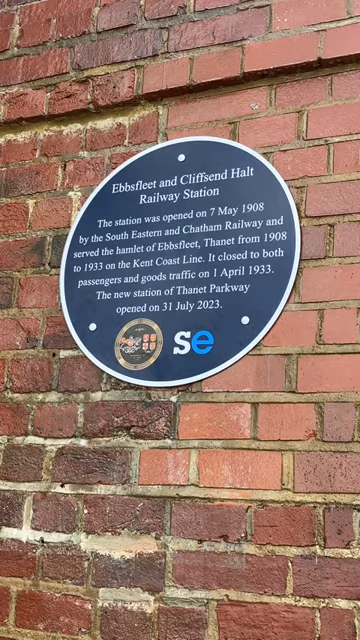 Ebbsfleet and Cliffsend Halt
Railway Station
The station was opened on 7 May 1908
by the South Eastern and Chatham Railway and
served the hamlet of Ebbsfleet, Thanet from 1908
to 1933 on the Kent Coast Line. It closed to both
passengers and goods traffic on 1 April 1933.
The new station of Thanet Parkway
opened on 31 July 2023.
se